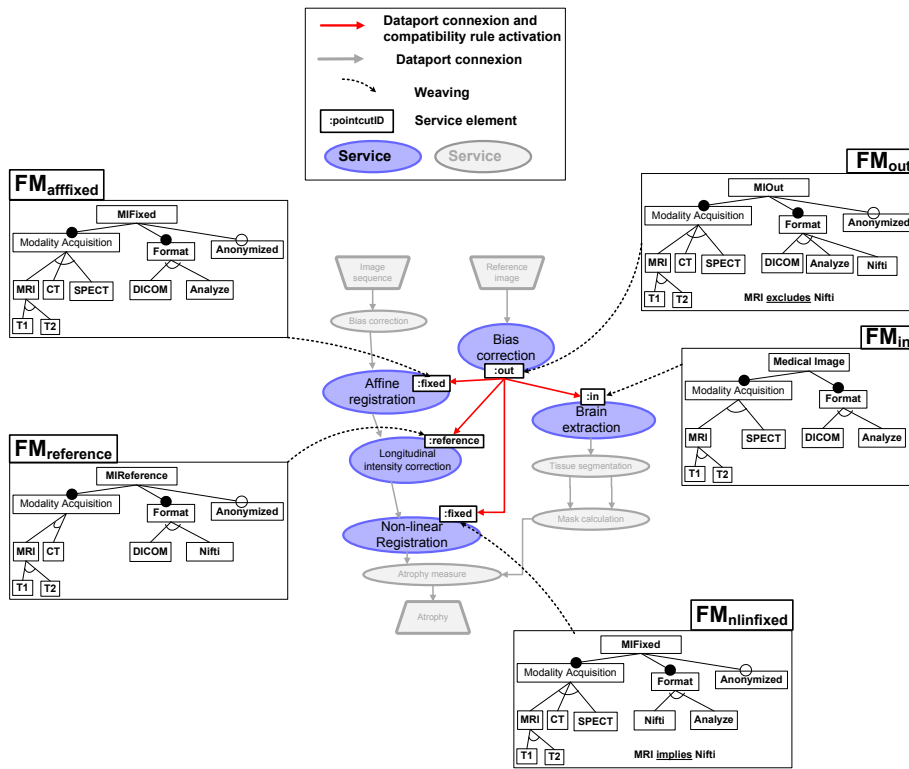 Dataport connexion and
compatibility rule activation
Dataport connexion
Weaving
:pointcutID
Service element
Service
Service
FMafffixed
MIFixed
Modality Acquisition
Format
Anonymized
MRI
CT
SPECT
DICOM
Analyze
T1
T2
FMout
MIOut
Modality Acquisition
Format
Anonymized
MRI
CT
SPECT
DICOM
Analyze
Nifti
T1
T2
MRI excludes Nifti
Image
sequence
Reference
image
Bias correction
Bias
correction
:out
:fixed
Affine
registration
:in
Brain
extraction
:reference
Longitudinal
intensity correction
Tissue segmentation
:fixed
Non-linear
Registration
Mask calculation
Atrophy measure
Atrophy
FMin
Medical Image
Modality Acquisition
Format
MRI
SPECT
DICOM
Analyze
T1
T2
FMreference
MIReference
Modality Acquisition
Format
Anonymized
MRI
CT
DICOM
Nifti
T1
T2
FMnlinfixed
MIFixed
Modality Acquisition
Format
Anonymized
MRI
CT
SPECT
Nifti
Analyze
T1
T2
MRI implies Nifti